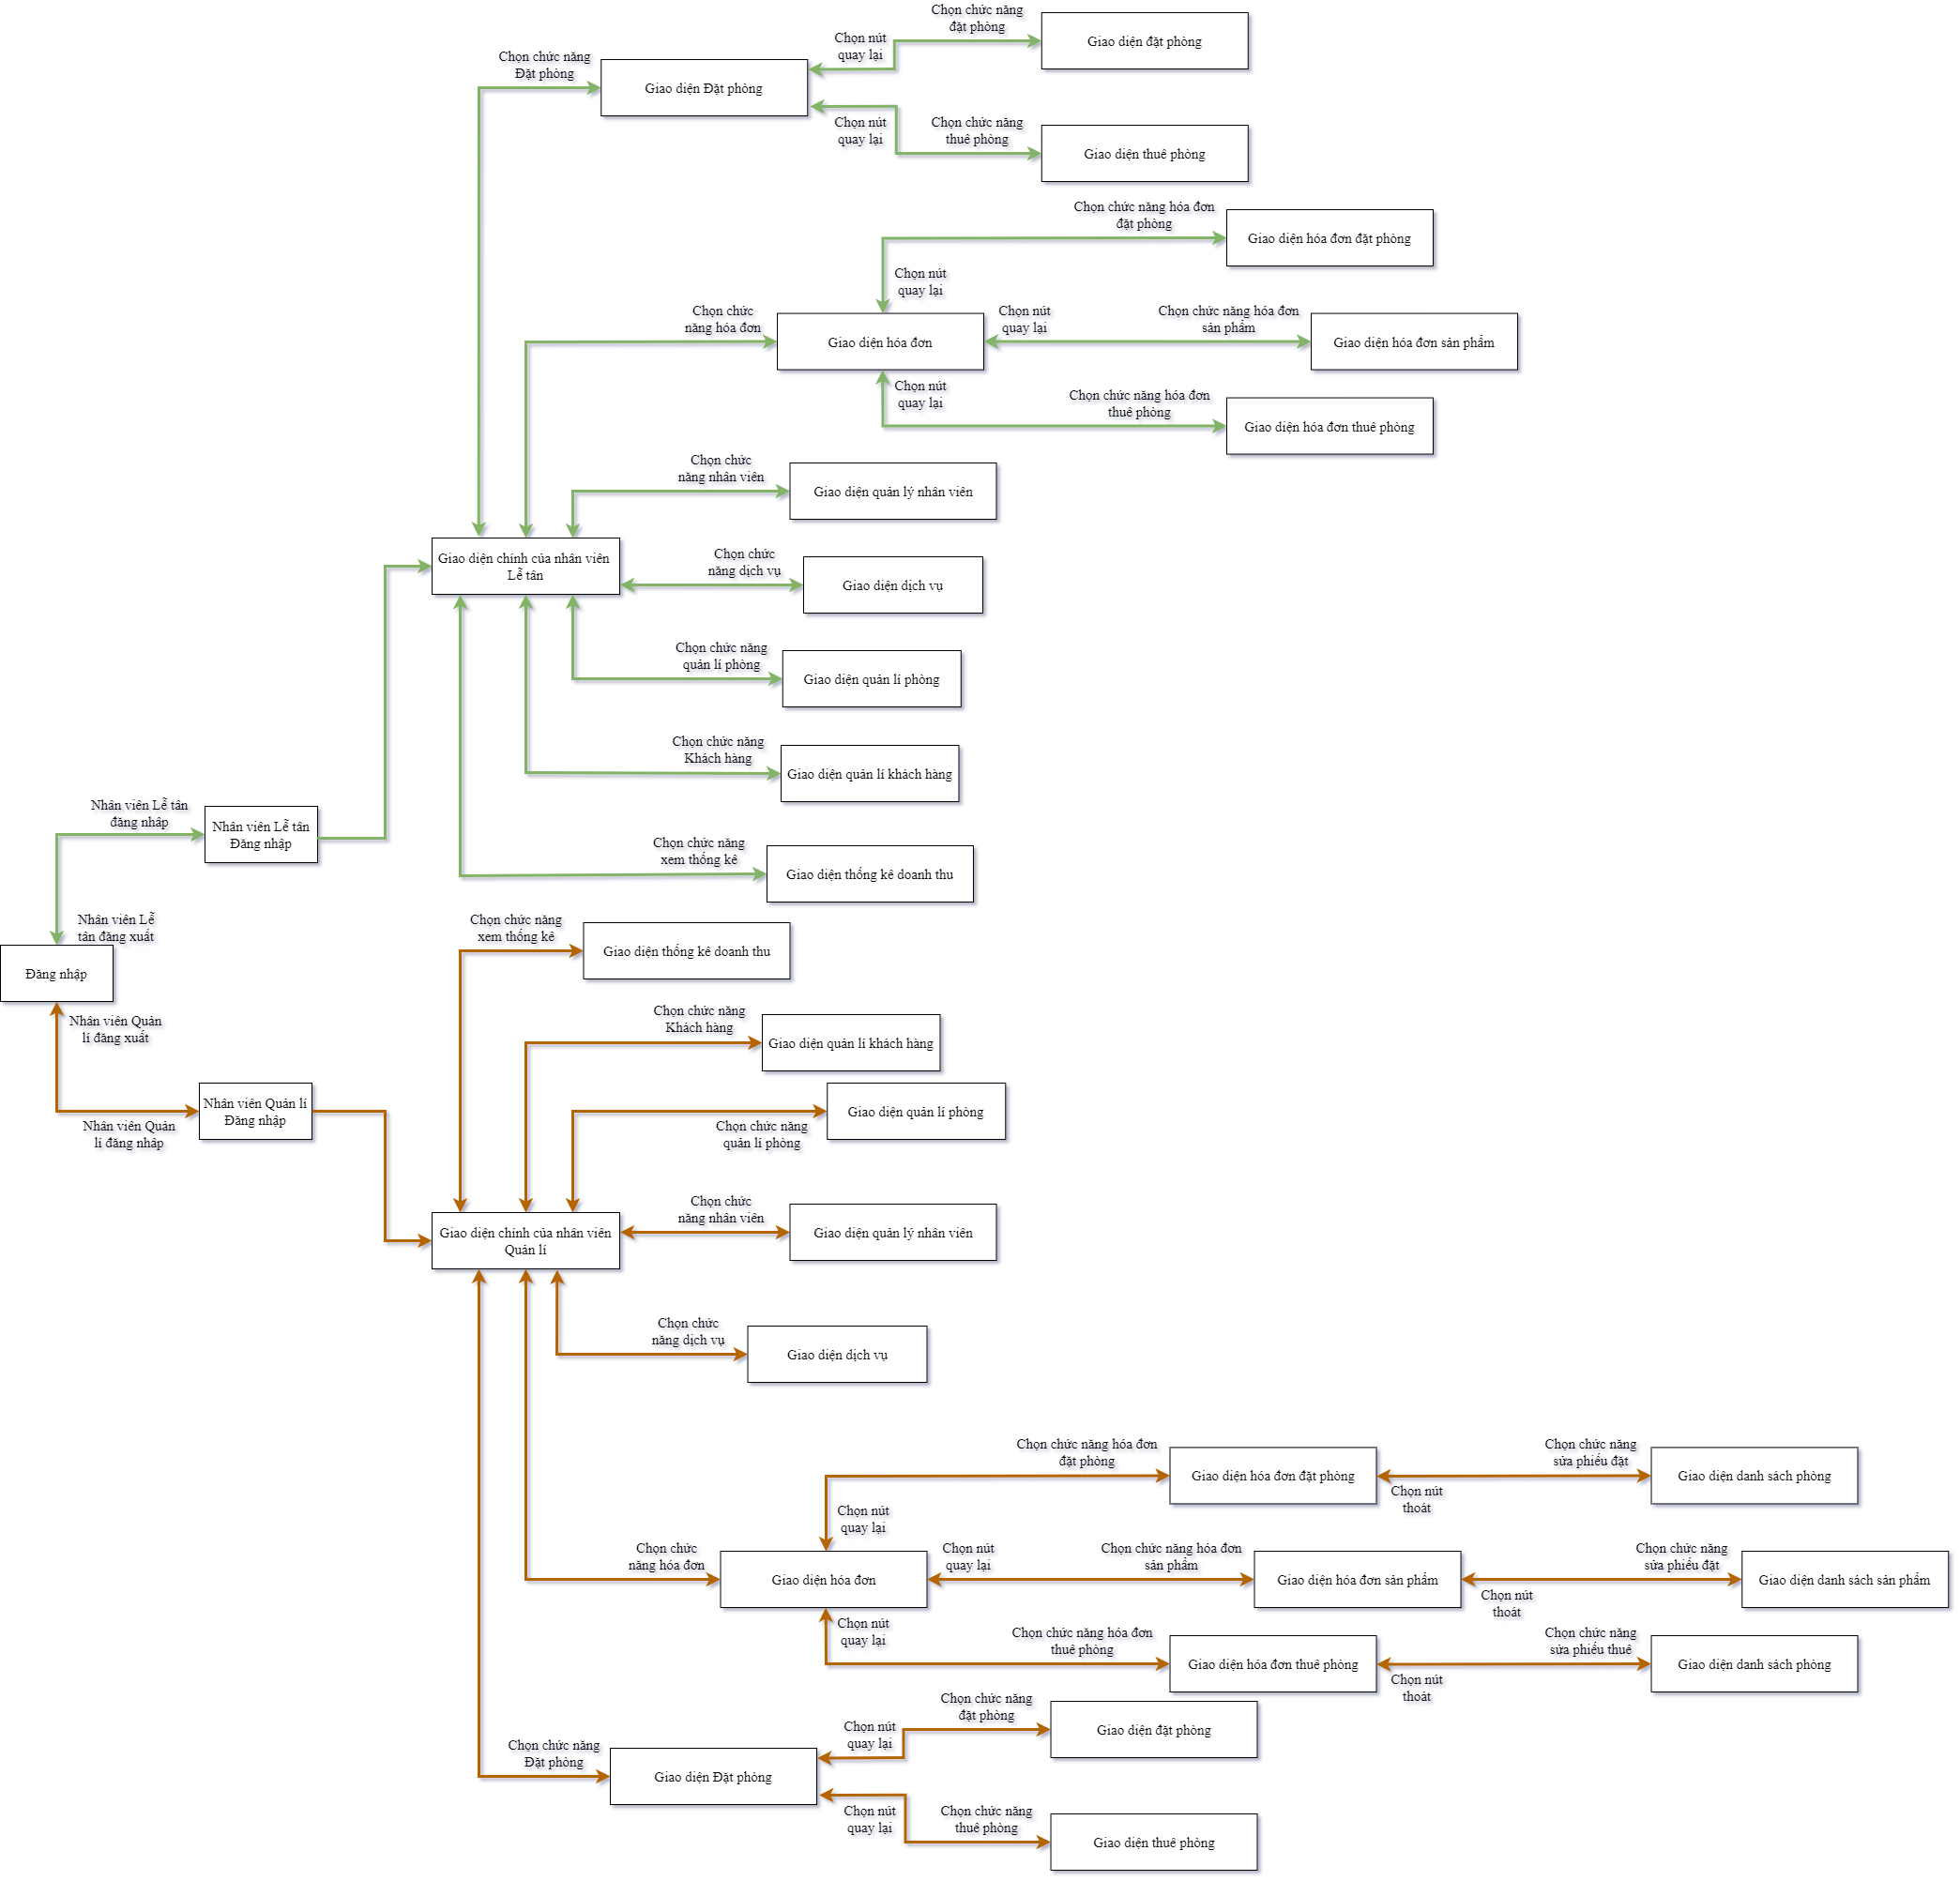 Chọn chức năng
đặt phòng
Chọn nút
quay lại
Giao diện đặt phòng
Chọn chức năng
Đặt phòng
Giao diện Đặt phòng
Chọn nút
quay lại
Chọn chức năng
thuê phòng
Giao diện thuê phòng
Chọn chức năng hóa đơn
đặt phòng
Giao diện hóa đơn đặt phòng
Chọn nút
quay lại
Chọn chức
năng hóa đơn
Giao diện hóa đơn
Chọn nút
quay lại
Chọn chức năng hóa đơn
sản phẩm
Giao diện hóa đơn sản phẩm
Chọn nút
quay lại
Chọn chức năng hóa đơn
thuê phòng
Giao diện hóa đơn thuê phòng
Chọn chức
năng nhân viên
Giao diện quản lý nhân viên
Giao diện chính của nhân viên
Lễ tân
Chọn chức
năng dịch vụ
Giao diện dịch vụ
Chọn chức năng
quản lí phòng
Giao diện quản lí phòng
Chọn chức năng
Khách hàng
Giao diện quản lí khách hàng
Nhân viên Lễ tân
đăng nhâp
Nhân viên Lễ tân
Đăng nhập
Chọn chức năng
xem thống kê
Giao diện thống kê doanh thu
Nhân viên Lễ
tân đăng xuất
Đăng nhập
Nhân viên Quản
lí đăng xuất
Chọn chức năng
xem thống kê
Giao diện thống kê doanh thu
Chọn chức năng
Khách hàng
Giao diện quản lí khách hàng
Nhân viên Quản
lí đăng nhâp
Nhân viên Quản lí
Đăng nhập
Chọn chức năng
quản lí phòng
Giao diện quản lí phòng
Giao diện chính của nhân viên
Quản lí
Chọn chức
năng nhân viên
Giao diện quản lý nhân viên
Chọn chức
năng dịch vụ
Giao diện dịch vụ
Chọn chức năng hóa đơn
đặt phòng
Giao diện hóa đơn đặt phòng
Chọn nút
thoát
Chọn chức năng
sửa phiếu đặt
Giao diện danh sách phòng
Chọn nút
quay lại
Chọn chức
năng hóa đơn
Giao diện hóa đơn
Chọn nút
quay lại
Chọn chức năng hóa đơn
sản phẩm
Giao diện hóa đơn sản phẩm
Chọn nút
thoát
Chọn chức năng
sửa phiếu đặt
Giao diện danh sách sản phẩm
Chọn nút
quay lại
Chọn chức năng hóa đơn
thuê phòng
Giao diện hóa đơn thuê phòng
Chọn nút
thoát
Chọn chức năng
sửa phiếu thuê
Giao diện danh sách phòng
Chọn chức năng
Đặt phòng
Giao diện Đặt phòng
Chọn nút
quay lại
Chọn chức năng
đặt phòng
Giao diện đặt phòng
Chọn nút
quay lại
Chọn chức năng
thuê phòng
Giao diện thuê phòng